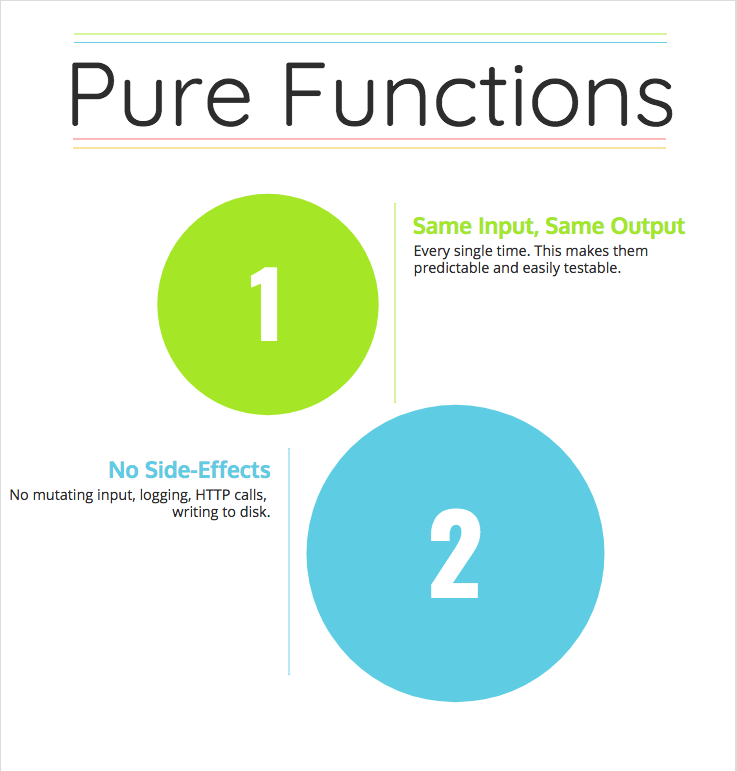 Pure Functions
1
Same Input, Same Output
Every single time. This makes them
predictable and easily testable.
No Side-Effects
No mutating input, logging, HTTP calls,
writing to disk.
2